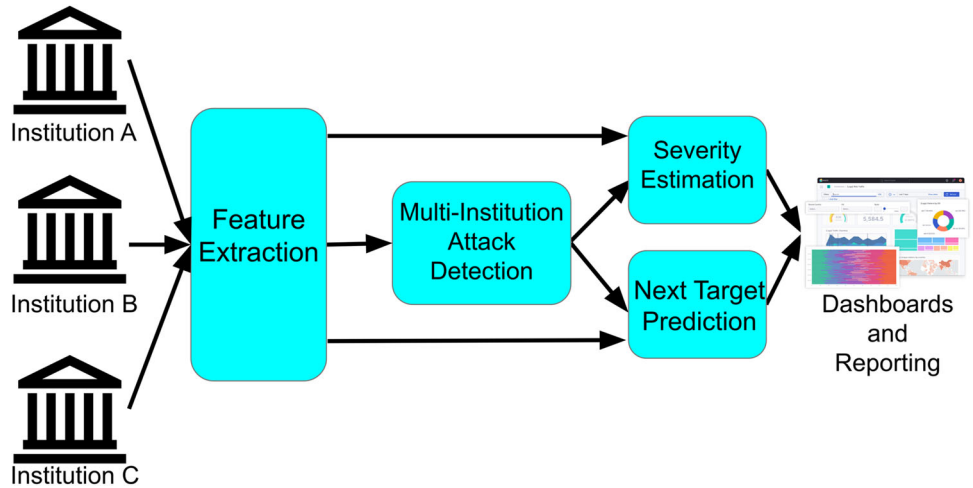 Institution A
Institution B
Institution C
Feature
Extraction
Multi-Institution
Attack
Detection
Severity
Estimation
Next Target
Prediction
Dashboards
and
Reporting